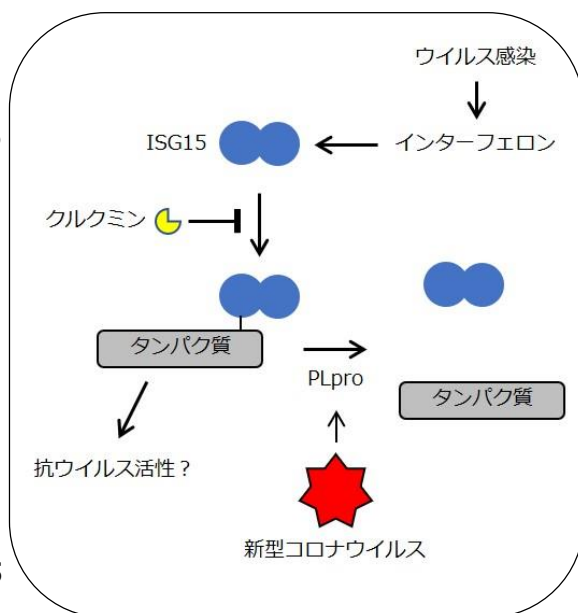 ウイルス感染
ISG15
インターフェロン
クルクミン
タンパク質
PLpro
タンパク質
抗ウイルス活性？
新型コロナウイルス